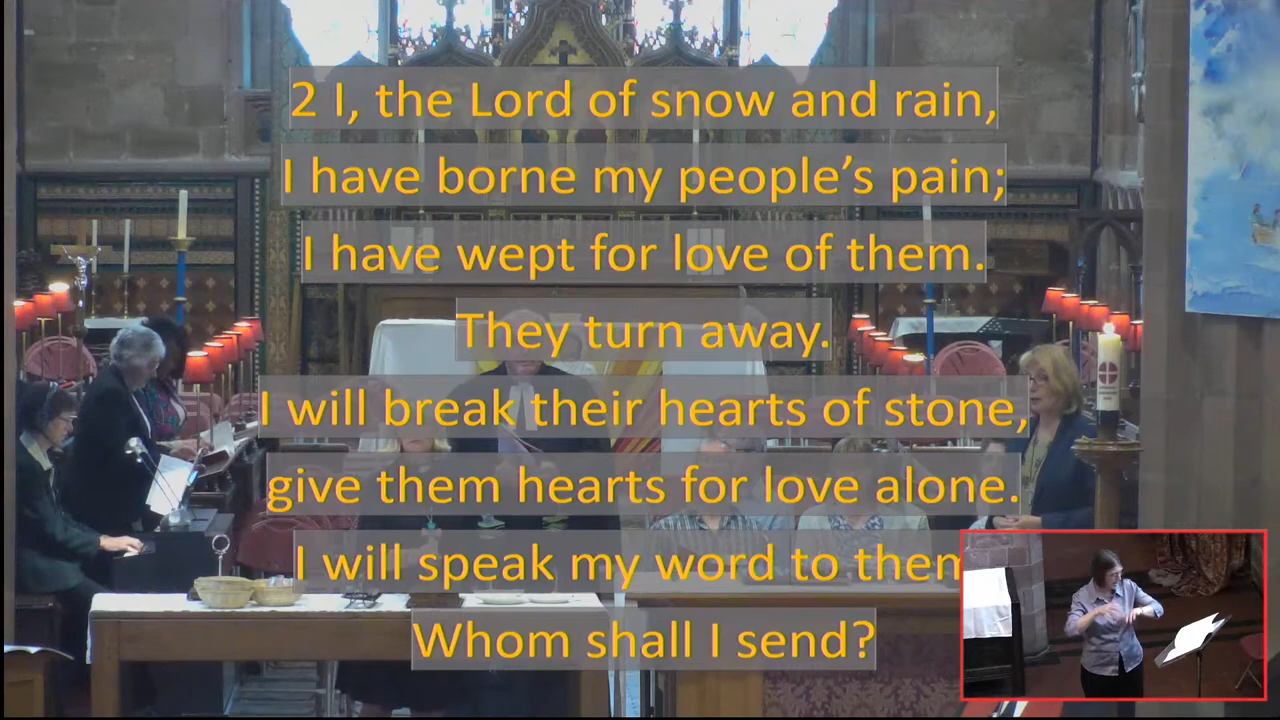 2 I, the Lord of snow and rain,
I have borne my people’s pain;
I have wept for love of them.
They turn away.
I will break their hearts of stone,
give them hearts for love alone.
I will speak my word to them
Whom shall I send?